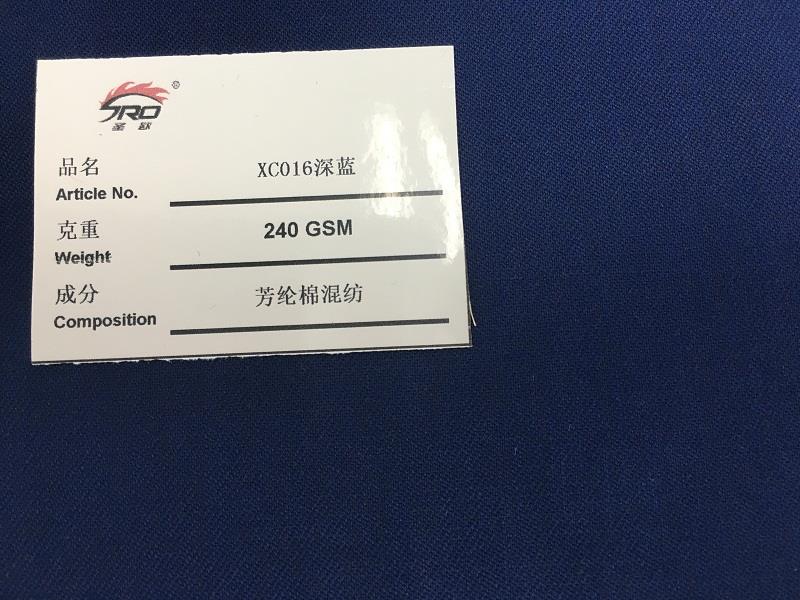 SRO®
圣欧
品名
XC016深蓝
Article No.
克重
240 GSM
Weight
成分
芳纶棉混纺
Composition